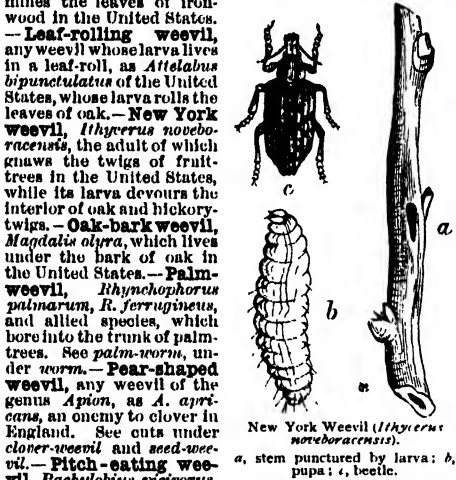 mines the leaves of iron-
wood in the United States.
— Leaf-rolling weevil,
any weevil whose larva lives
in a leaf-roll, as Attelabus
bipunctulatus of the United
States, whose larva rolls the
leaves of oak.— New York
weevil, Ithycerus novebo-
racensis, the adult of which
gnaws the twigs of fruit-
trees in the United States,
while its larva devours the
interior of oak and hickory-
twigs.— Oak-bark weevil,
Magdalis olyra, which lives
under the bark of oak in
the United States.— Palm-
weevil, Rhynchophorus
palmarum, R. ferrugineus,
and allied species, which
bore into the trunk of palm-
trees. See palm-worm, un-
der worm.— Pear-shaped
weevil, any weevil of the
genus Apion, as A. apri-
cans, an enemy to clover in
England. See cuts under
clover-weevil and seed-wee-
vil.— Pitch-eating wee-
vil,
c
b
a
New York Weevil (Ithycerus
noveboracensis).
a, stem punctured by larva; b,
pupa; c, beetle.